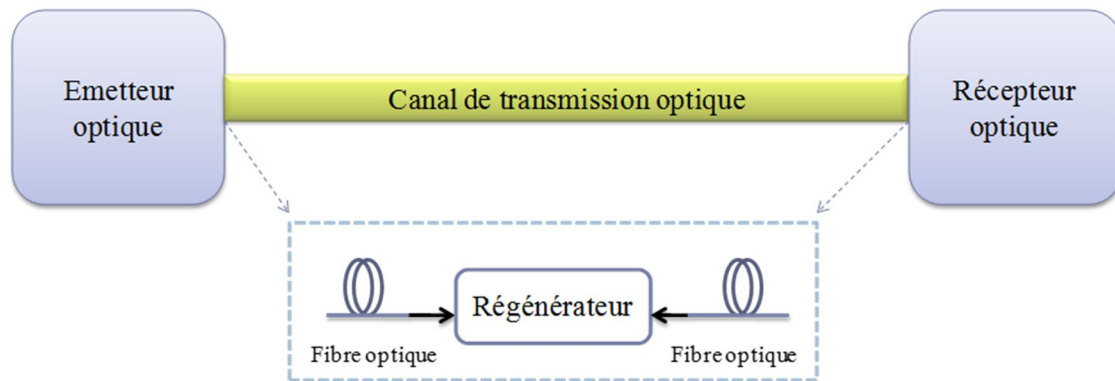 Emetteur
optique
Canal de transmission optique
Récepteur
optique
Régénérateur
Fibre optique
Fibre optique